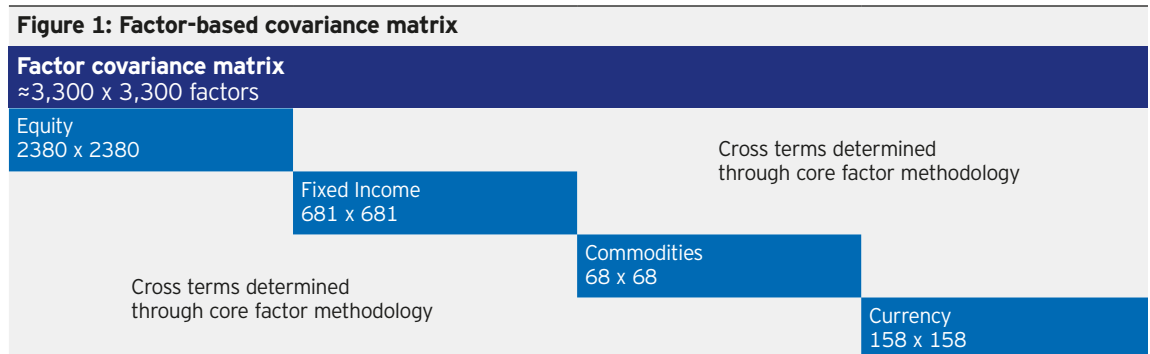 Figure 1: Factor-based covariance matrix
Factor covariance matrix
≈3,300 x 3,300 factors
Equity
2380 x 2380
Cross terms determined
through core factor methodology
Fixed Income
681 x 681
Commodities
68 x 68
Cross terms determined
through core factor methodology
Currency
158 x 158